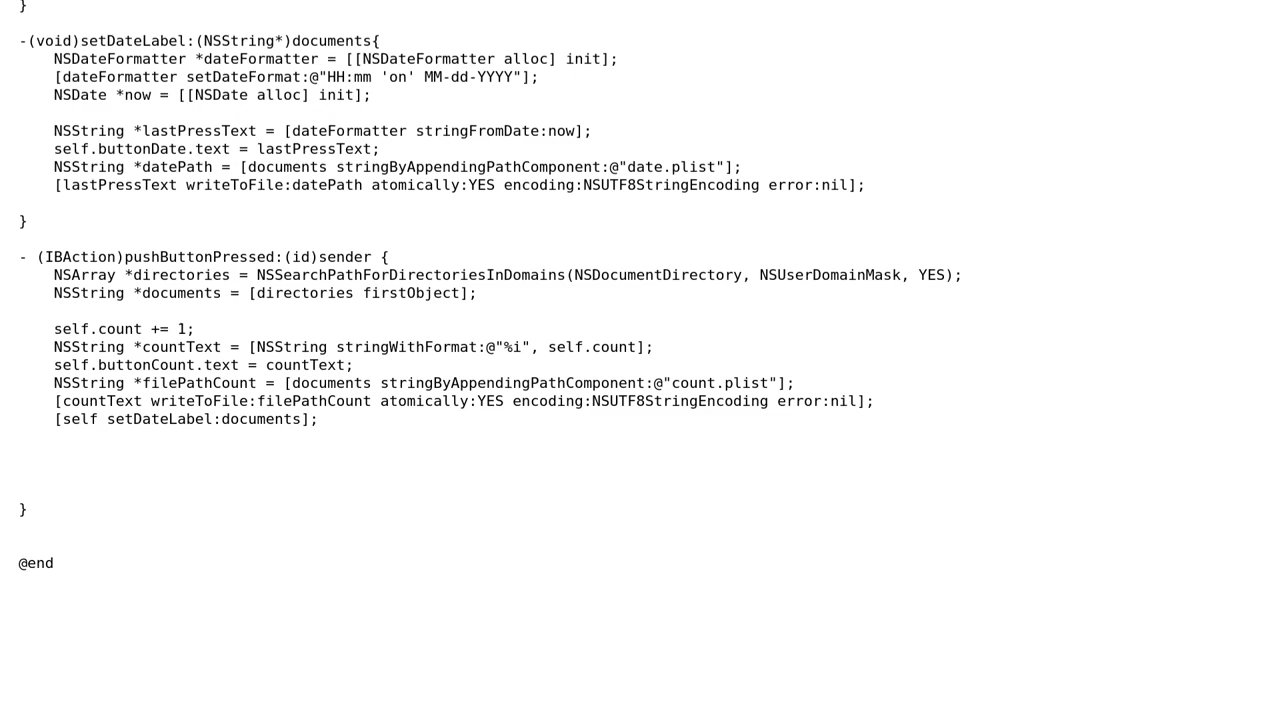 }
-(void)setDateLabel:(NSString*)documents{
    NSDateFormatter *dateFormatter = [[NSDateFormatter alloc] init];
    [dateFormatter setDateFormat:@"HH:mm 'on' MM-dd-YYYY"];
    NSDate *now = [[NSDate alloc] init];
    NSString *lastPressText = [dateFormatter stringFromDate:now];
    self.buttonDate.text = lastPressText;
    NSString *datePath = [documents stringByAppendingPathComponent:@"date.plist"];
    [lastPressText writeToFile:datePath atomically:YES encoding:NSUTF8StringEncoding error:nil];
}
- (IBAction)pushButtonPressed:(id)sender {
    NSArray *directories = NSSearchPathForDirectoriesInDomains(NSDocumentDirectory, NSUserDomainMask, YES);
    NSString *documents = [directories firstObject];
    self.count += 1;
    NSString *countText = [NSString stringWithFormat:@"%i", self.count];
    self.buttonCount.text = countText;
    NSString *filePathCount = [documents stringByAppendingPathComponent:@"count.plist"];
    [countText writeToFile:filePathCount atomically:YES encoding:NSUTF8StringEncoding error:nil];
    [self setDateLabel:documents];
}
@end